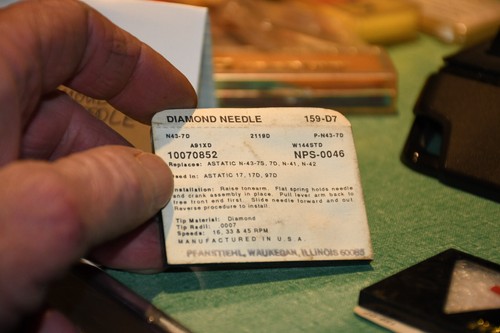 DIAMOND NEEDLE 159-D7
N43-7D 2119D P-N43-7D
A91XD W144STD
10070852 NPS-0046
Replaces: ASTATIC N-43-7S, 7D, N-41, N-42
Used In: ASTATIC 17, 17D, 97D
Installation: Raise tonearm. Flat spring holds needle
and crank assembly in place. Pull lever arm back to
free front end first. Slide needle forward and out.
Reverse procedure to install.
Tip Material: Diamond
Tip Radii: .0007
Speeds: 16, 33 & 45 RPM
MANUFACTURED IN U.S.A.
PFANSTIEHL, WAUKEGAN, ILLINOIS 60085
NEEDLE